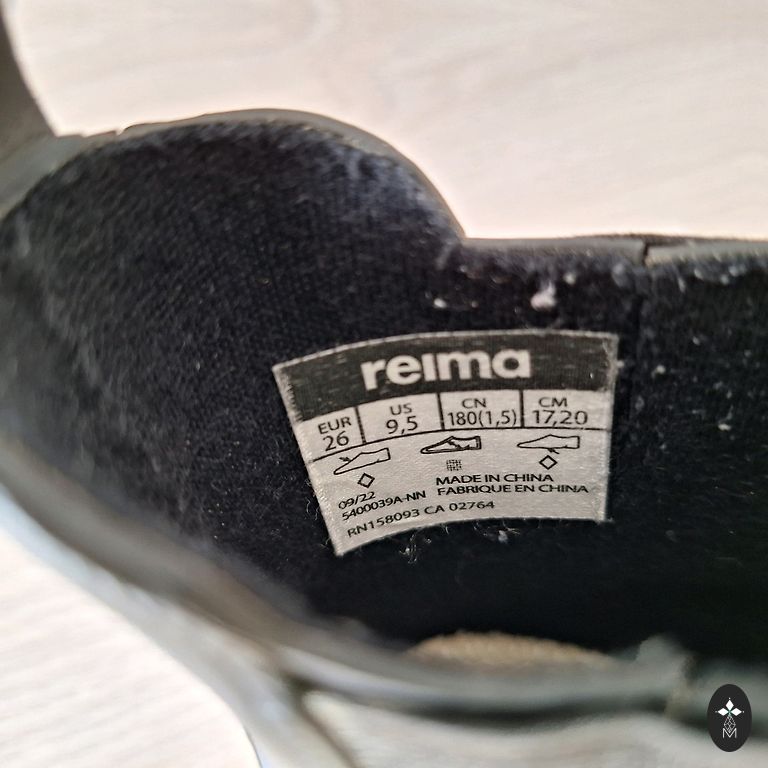 reima
EUR US CN CM
26 9,5 180(1,5) 17,20
09/22 MADE IN CHINA
5400039A-NN FABRIQUE EN CHINA
RN158093 CA 02764
M